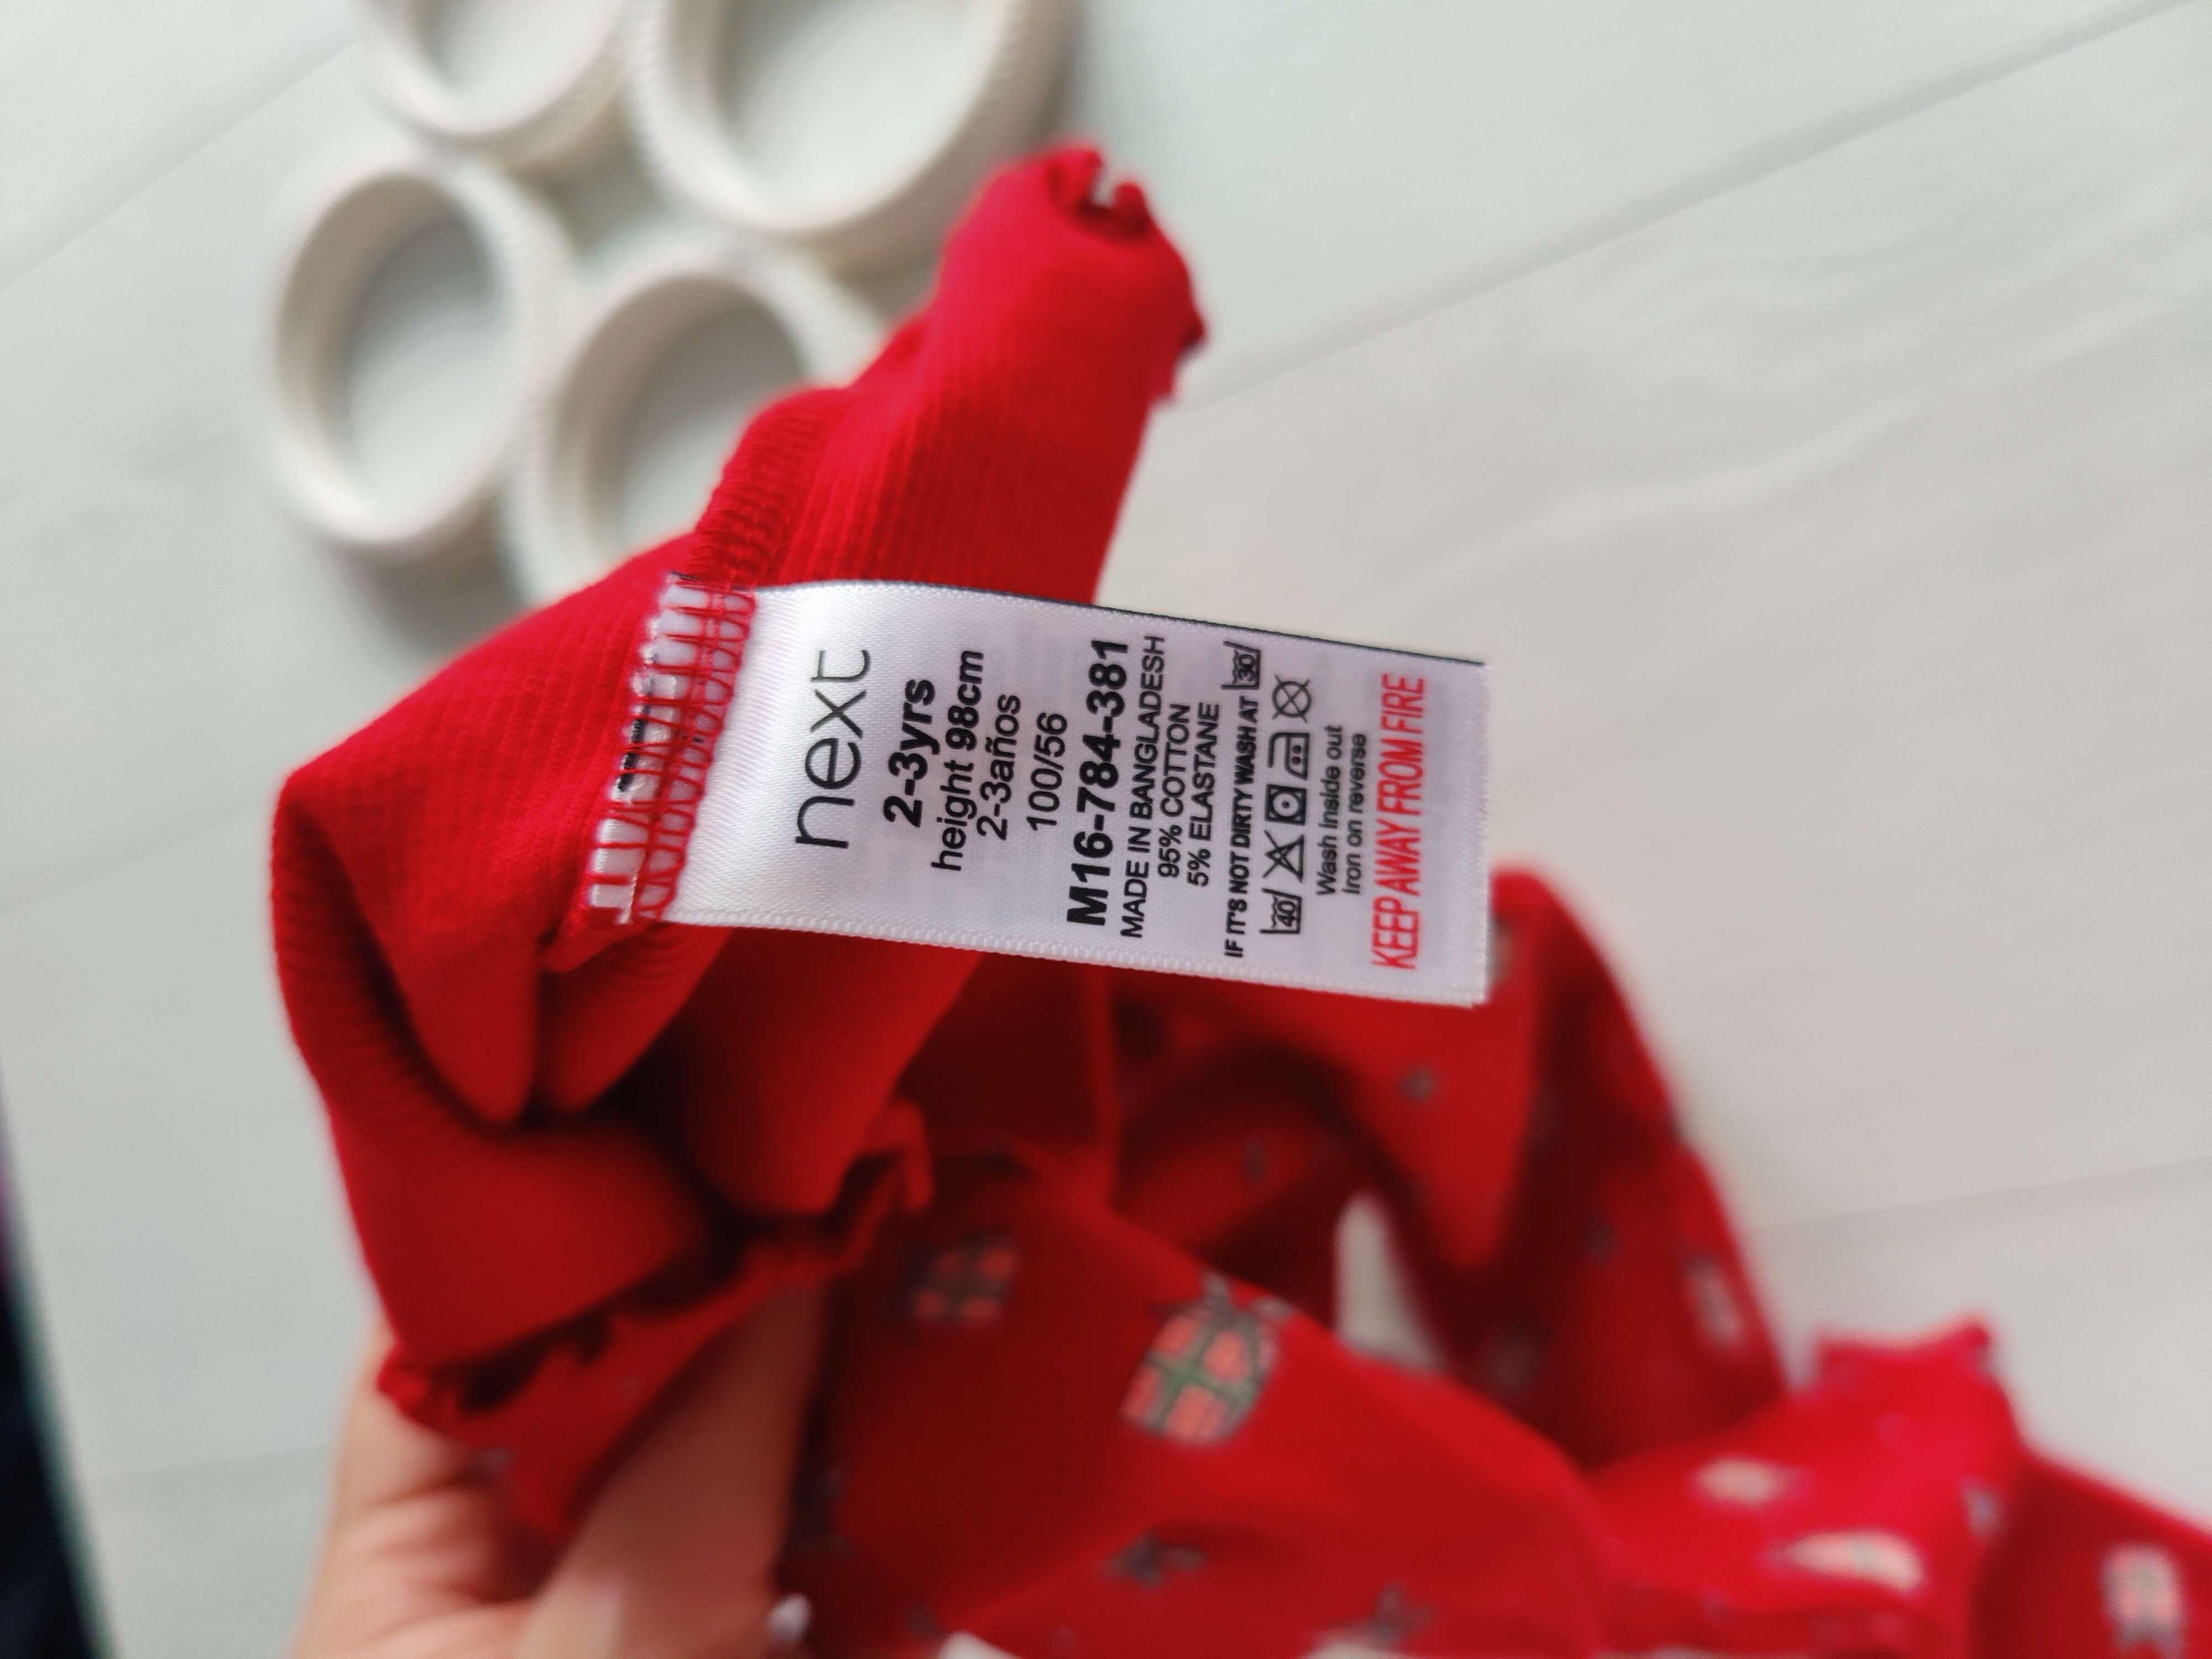 next
2-3yrs
height 98cm
2-3años
100/56
M16-784-381
MADE IN BANGLADESH
95% COTTON
5% ELASTANE
IF IT'S NOT DIRTY WASH AT 30
40
Wash inside out
Iron on reverse
KEEP AWAY FROM FIRE